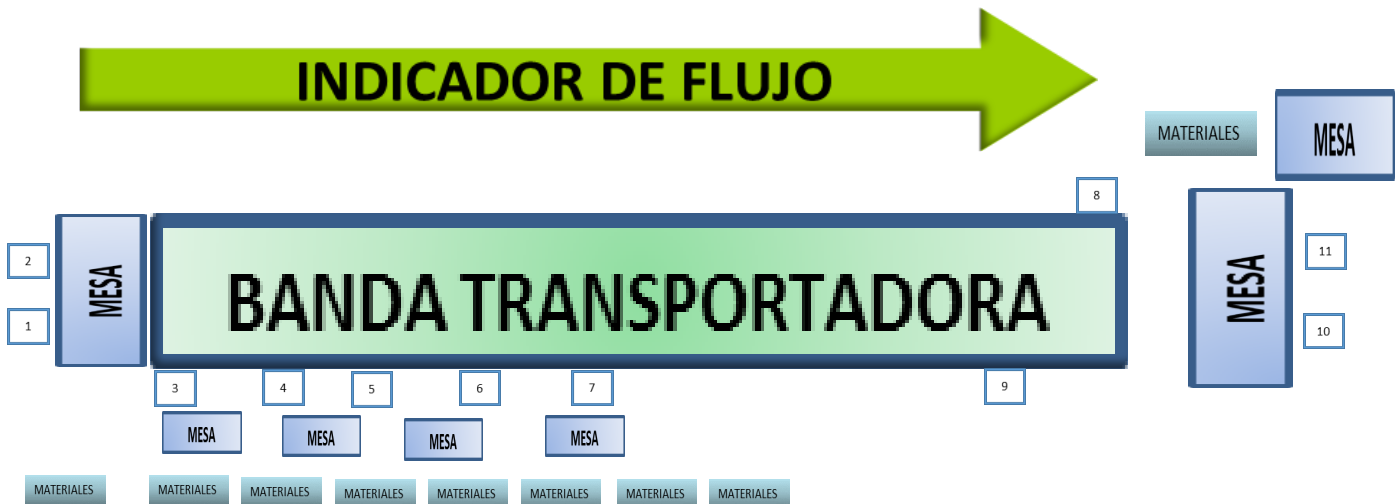 INDICADOR DE FLUJO
MATERIALES
MESA
8
2
1
MESA
BANDA TRANSPORTADORA
MESA
11
10
3
4
5
6
7
9
MESA
MESA
MESA
MESA
MATERIALES
MATERIALES
MATERIALES
MATERIALES
MATERIALES
MATERIALES
MATERIALES
MATERIALES